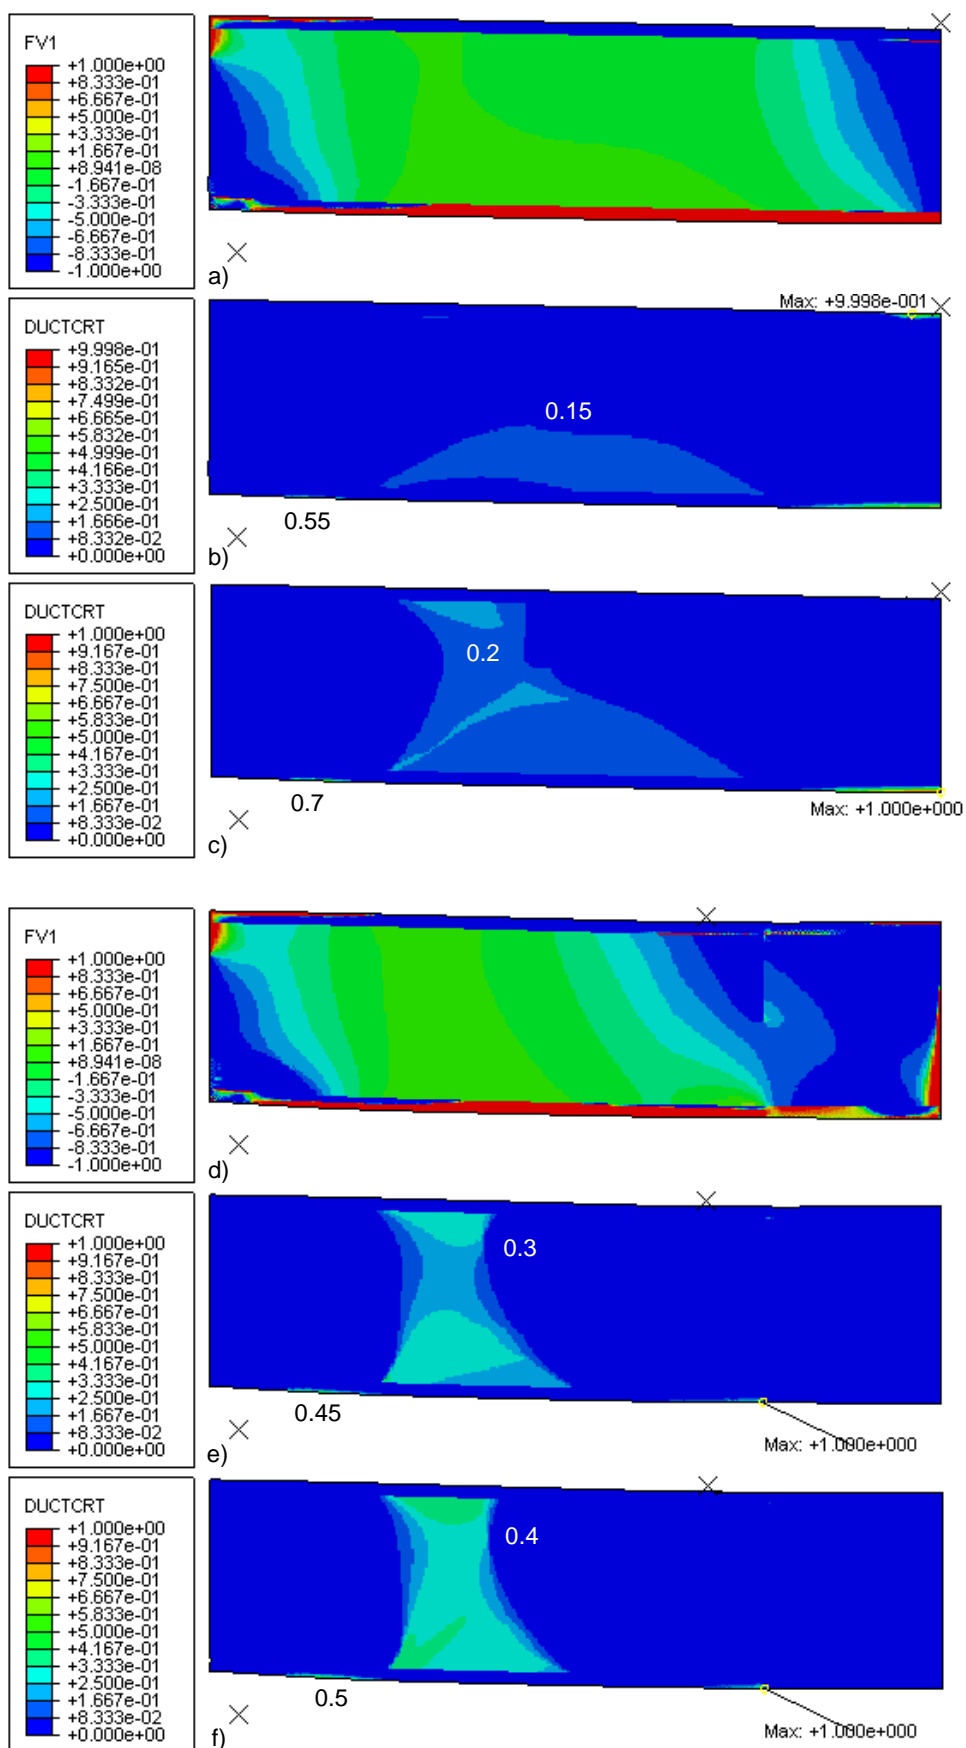 FV1
+1.000e+00
+8.333e-01
+6.667e-01
+5.000e-01
+3.333e-01
+1.667e-01
+8.941e-08
-1.667e-01
-3.333e-01
-5.000e-01
-6.667e-01
-8.333e-01
-1.000e+00
a)
DUCTCRT
+9.998e-01
+9.165e-01
+8.332e-01
+7.499e-01
+6.665e-01
+5.832e-01
+4.999e-01
+4.166e-01
+3.333e-01
+2.500e-01
+1.666e-01
+8.332e-02
+0.000e+00
Max: +9.998e-001
0.15
0.55
b)
DUCTCRT
+1.000e+00
+9.167e-01
+8.333e-01
+7.500e-01
+6.667e-01
+5.833e-01
+5.000e-01
+4.167e-01
+3.333e-01
+2.500e-01
+1.667e-01
+8.333e-02
+0.000e+00
0.2
0.7
Max: +1.000e+000
c)
FV1
+1.000e+00
+8.333e-01
+6.667e-01
+5.000e-01
+3.333e-01
+1.667e-01
+8.941e-08
-1.667e-01
-3.333e-01
-5.000e-01
-6.667e-01
-8.333e-01
-1.000e+00
d)
DUCTCRT
+1.000e+00
+9.167e-01
+8.333e-01
+7.500e-01
+6.667e-01
+5.833e-01
+5.000e-01
+4.167e-01
+3.333e-01
+2.500e-01
+1.667e-01
+8.333e-02
+0.000e+00
0.3
0.45
Max: +1.000e+000
e)
DUCTCRT
+1.000e+00
+9.167e-01
+8.333e-01
+7.500e-01
+6.667e-01
+5.833e-01
+5.000e-01
+4.167e-01
+3.333e-01
+2.500e-01
+1.667e-01
+8.333e-02
+0.000e+00
0.4
0.5
Max: +1.000e+000
f)